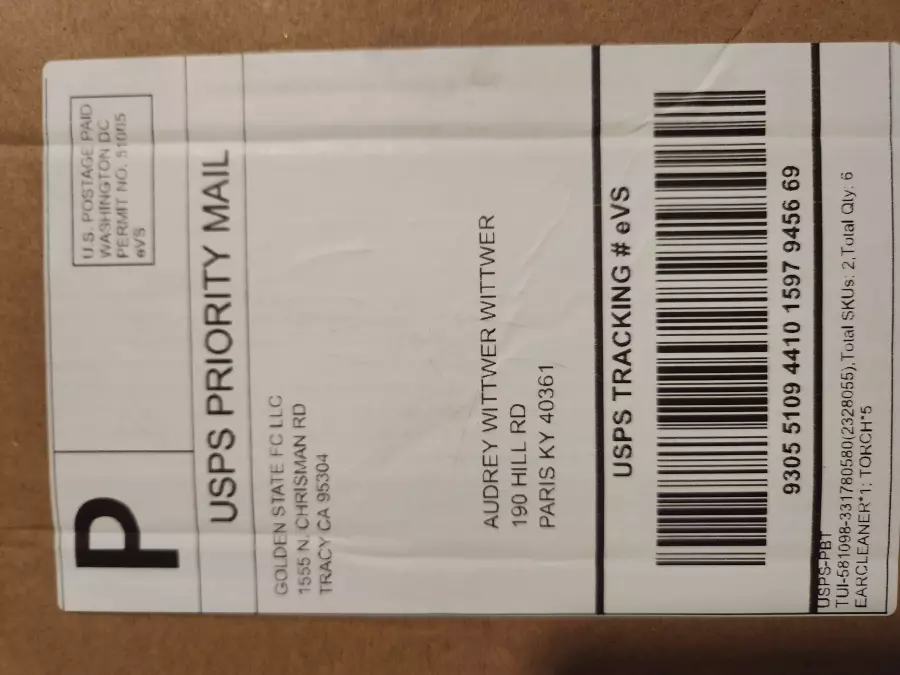 P
U.S. POSTAGE PAID
WASHINGTON DC
PERMIT NO. 51005
eVS
USPS PRIORITY MAIL
GOLDEN STATE FC LLC
1555 N. CHRISMAN RD
TRACY CA 95304
AUDREY WITTWER WITTWER
190 HILL RD
PARIS KY 40361
USPS TRACKING # eVS
9305 5109 4410 1597 9456 69
USPS-PBT
TUI-581098-331780580(2328055),Total SKUs: 2,Total Qty: 6
EARCLEANER*1; TORCH*5